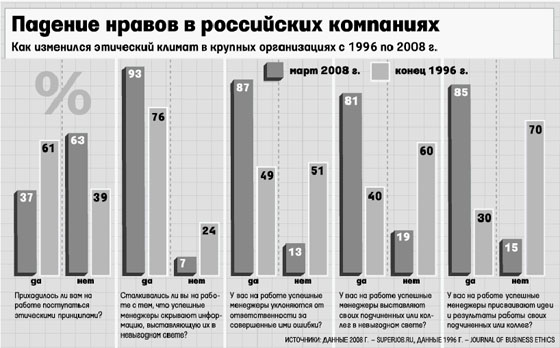 Падение нравов в российских компаниях
Как изменился этический климат в крупных организациях с 1996 по 2008 г.
%
март 2008 г. конец 1996 г.
37 61 63 39
93 76 7 24
87 49 13 51
81 40 19 60
85 30 15 70
да нет да нет да нет да нет да нет
Приходилось ли вам на
работе поступаться
этическими принципами?
Сталкивались ли вы на рабо-
те с тем, что успешные
менеджеры скрывают инфор-
мацию, выставляющую их в
невыгодном свете?
У вас на работе успешные
менеджеры уклоняются от
ответственности за
совершенные ими ошибки?
У вас на работе успешные
менеджеры выставляют
своих подчиненных или кол-
лег в невыгодном свете?
У вас на работе успешные
менеджеры присваивают идеи
и результаты работы своих
подчиненных или коллег?
ИСТОЧНИКИ: ДАННЫЕ 2008 Г. – SUPERJOB.RU, ДАННЫЕ 1996 Г. – JOURNAL OF BUSINESS ETHICS